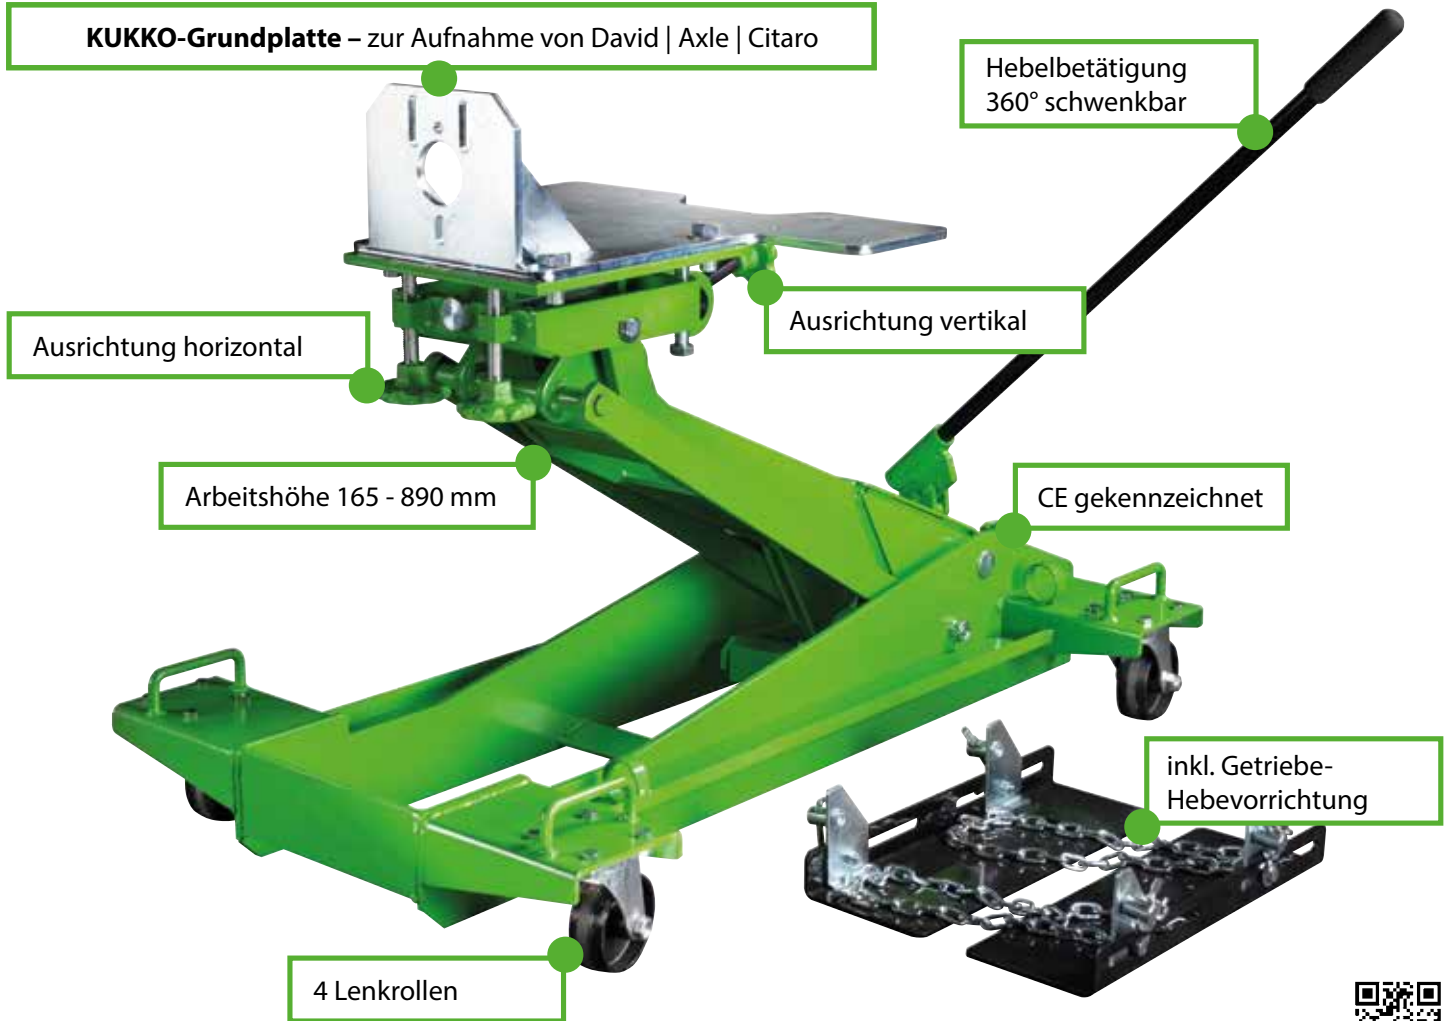 KUKKO-Grundplatte – zur Aufnahme von David | Axle | Citaro
Hebelbetätigung
360° schwenkbar
Ausrichtung vertikal
Ausrichtung horizontal
Arbeitshöhe 165 - 890 mm
CE gekennzeichnet
inkl. Getriebe-
Hebevorrichtung
4 Lenkrollen